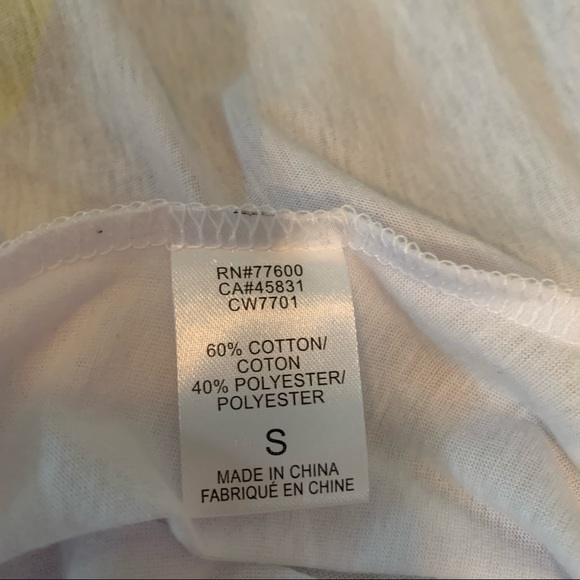 RN#77600
CA#45831
CW7701
60% COTTON/
COTON
40% POLYESTER/
POLYESTER
S
MADE IN CHINA
FABRIQUÉ EN CHINE